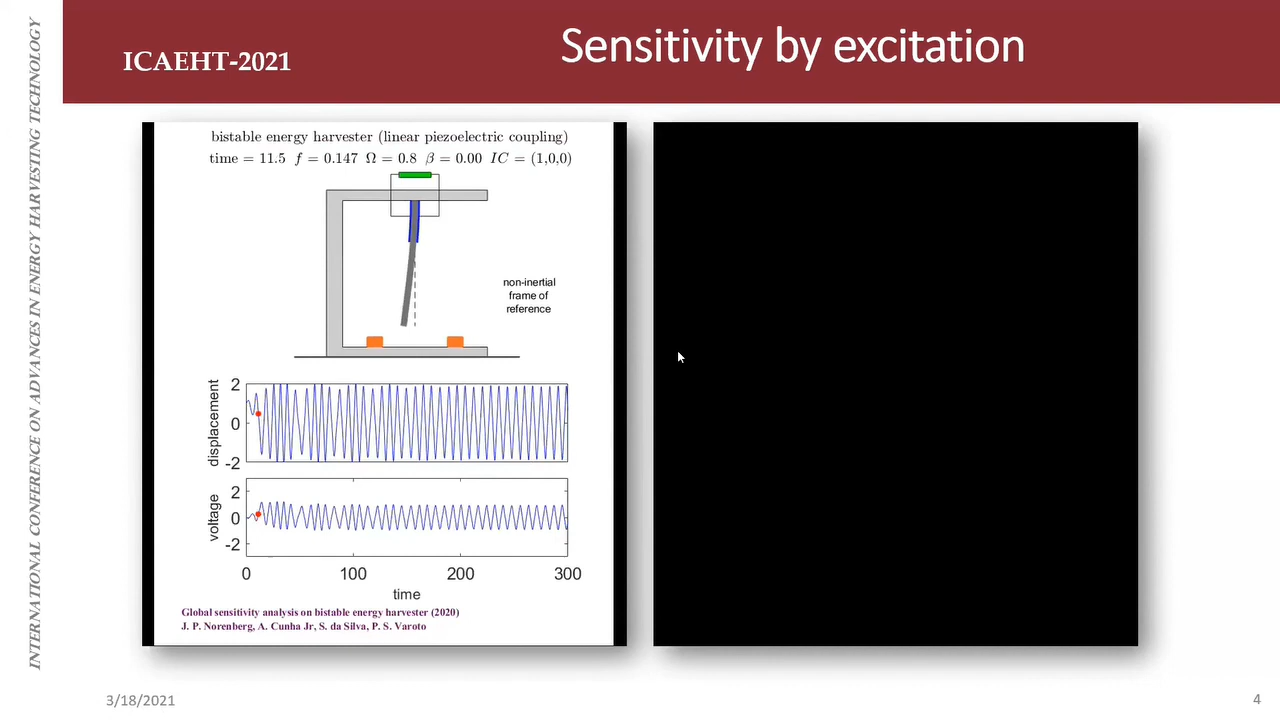 INTERNATIONAL CONFERENCE ON ADVANCES IN ENERGY HARVESTING TECHNOLOGY
ICAEHT-2021
Sensitivity by excitation
bistable energy harvester (linear piezoelectric coupling)
time = 11.5 f = 0.147 Ω = 0.8 β = 0.00 IC = (1,0,0)
non-inertial
frame of
reference
displacement
2
0
-2
voltage
2
0
-2
0 100 200 300
time
Global sensitivity analysis on bistable energy harvester (2020)
J. P. Norenberg, A. Cunha Jr, S. da Silva, P. S. Varoto
3/18/2021
4